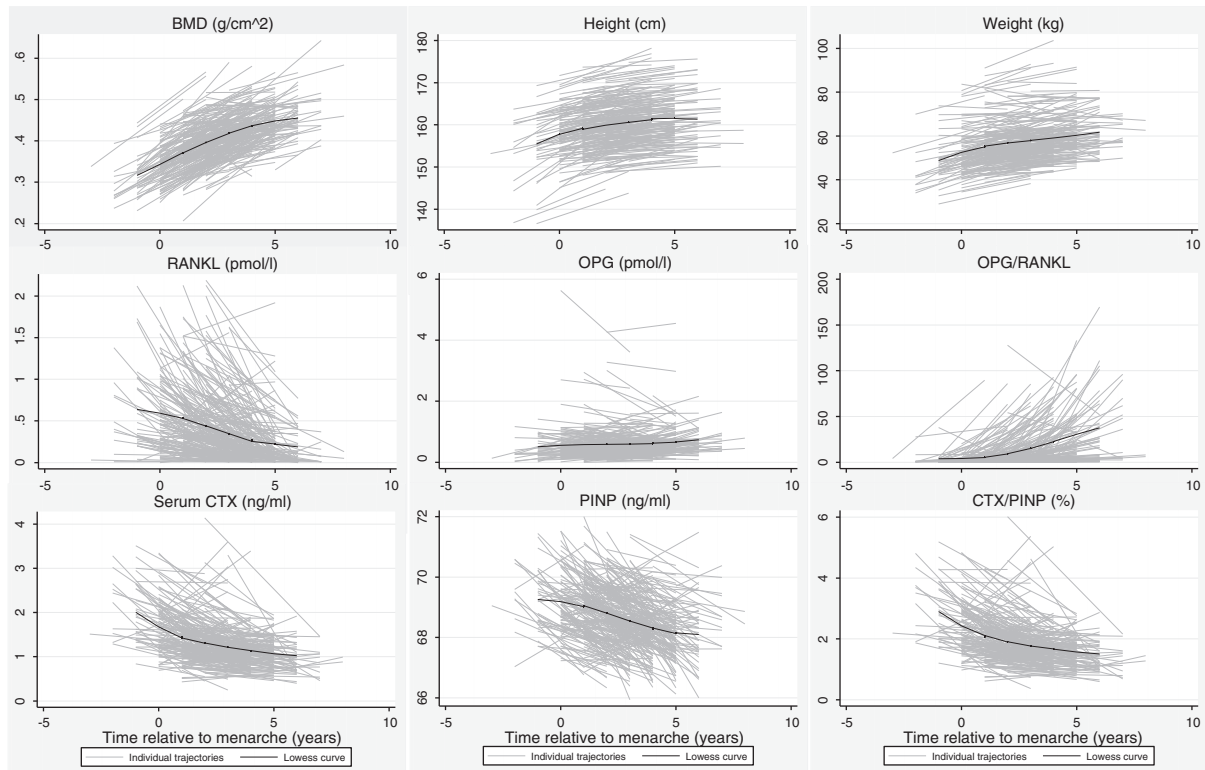 BMD (g/cm^2)
.6
.5
.4
.3
.2
-5 0 5 10
Height (cm)
180
170
160
150
140
-5 0 5 10
Weight (kg)
100
80
60
40
20
-5 0 5 10
RANKL (pmol/l)
2
1.5
1
.5
0
-5 0 5 10
OPG (pmol/l)
6
4
2
0
-5 0 5 10
OPG/RANKL
200
150
100
50
0
-5 0 5 10
Serum CTX (ng/ml)
4
3
2
1
0
-5 0 5 10
Time relative to menarche (years)
Individual trajectories Lowess curve
PINP (ng/ml)
72
70
68
66
-5 0 5 10
Time relative to menarche (years)
Individual trajectories Lowess curve
CTX/PINP (%)
6
4
2
0
-5 0 5 10
Time relative to menarche (years)
Individual trajectories Lowess curve